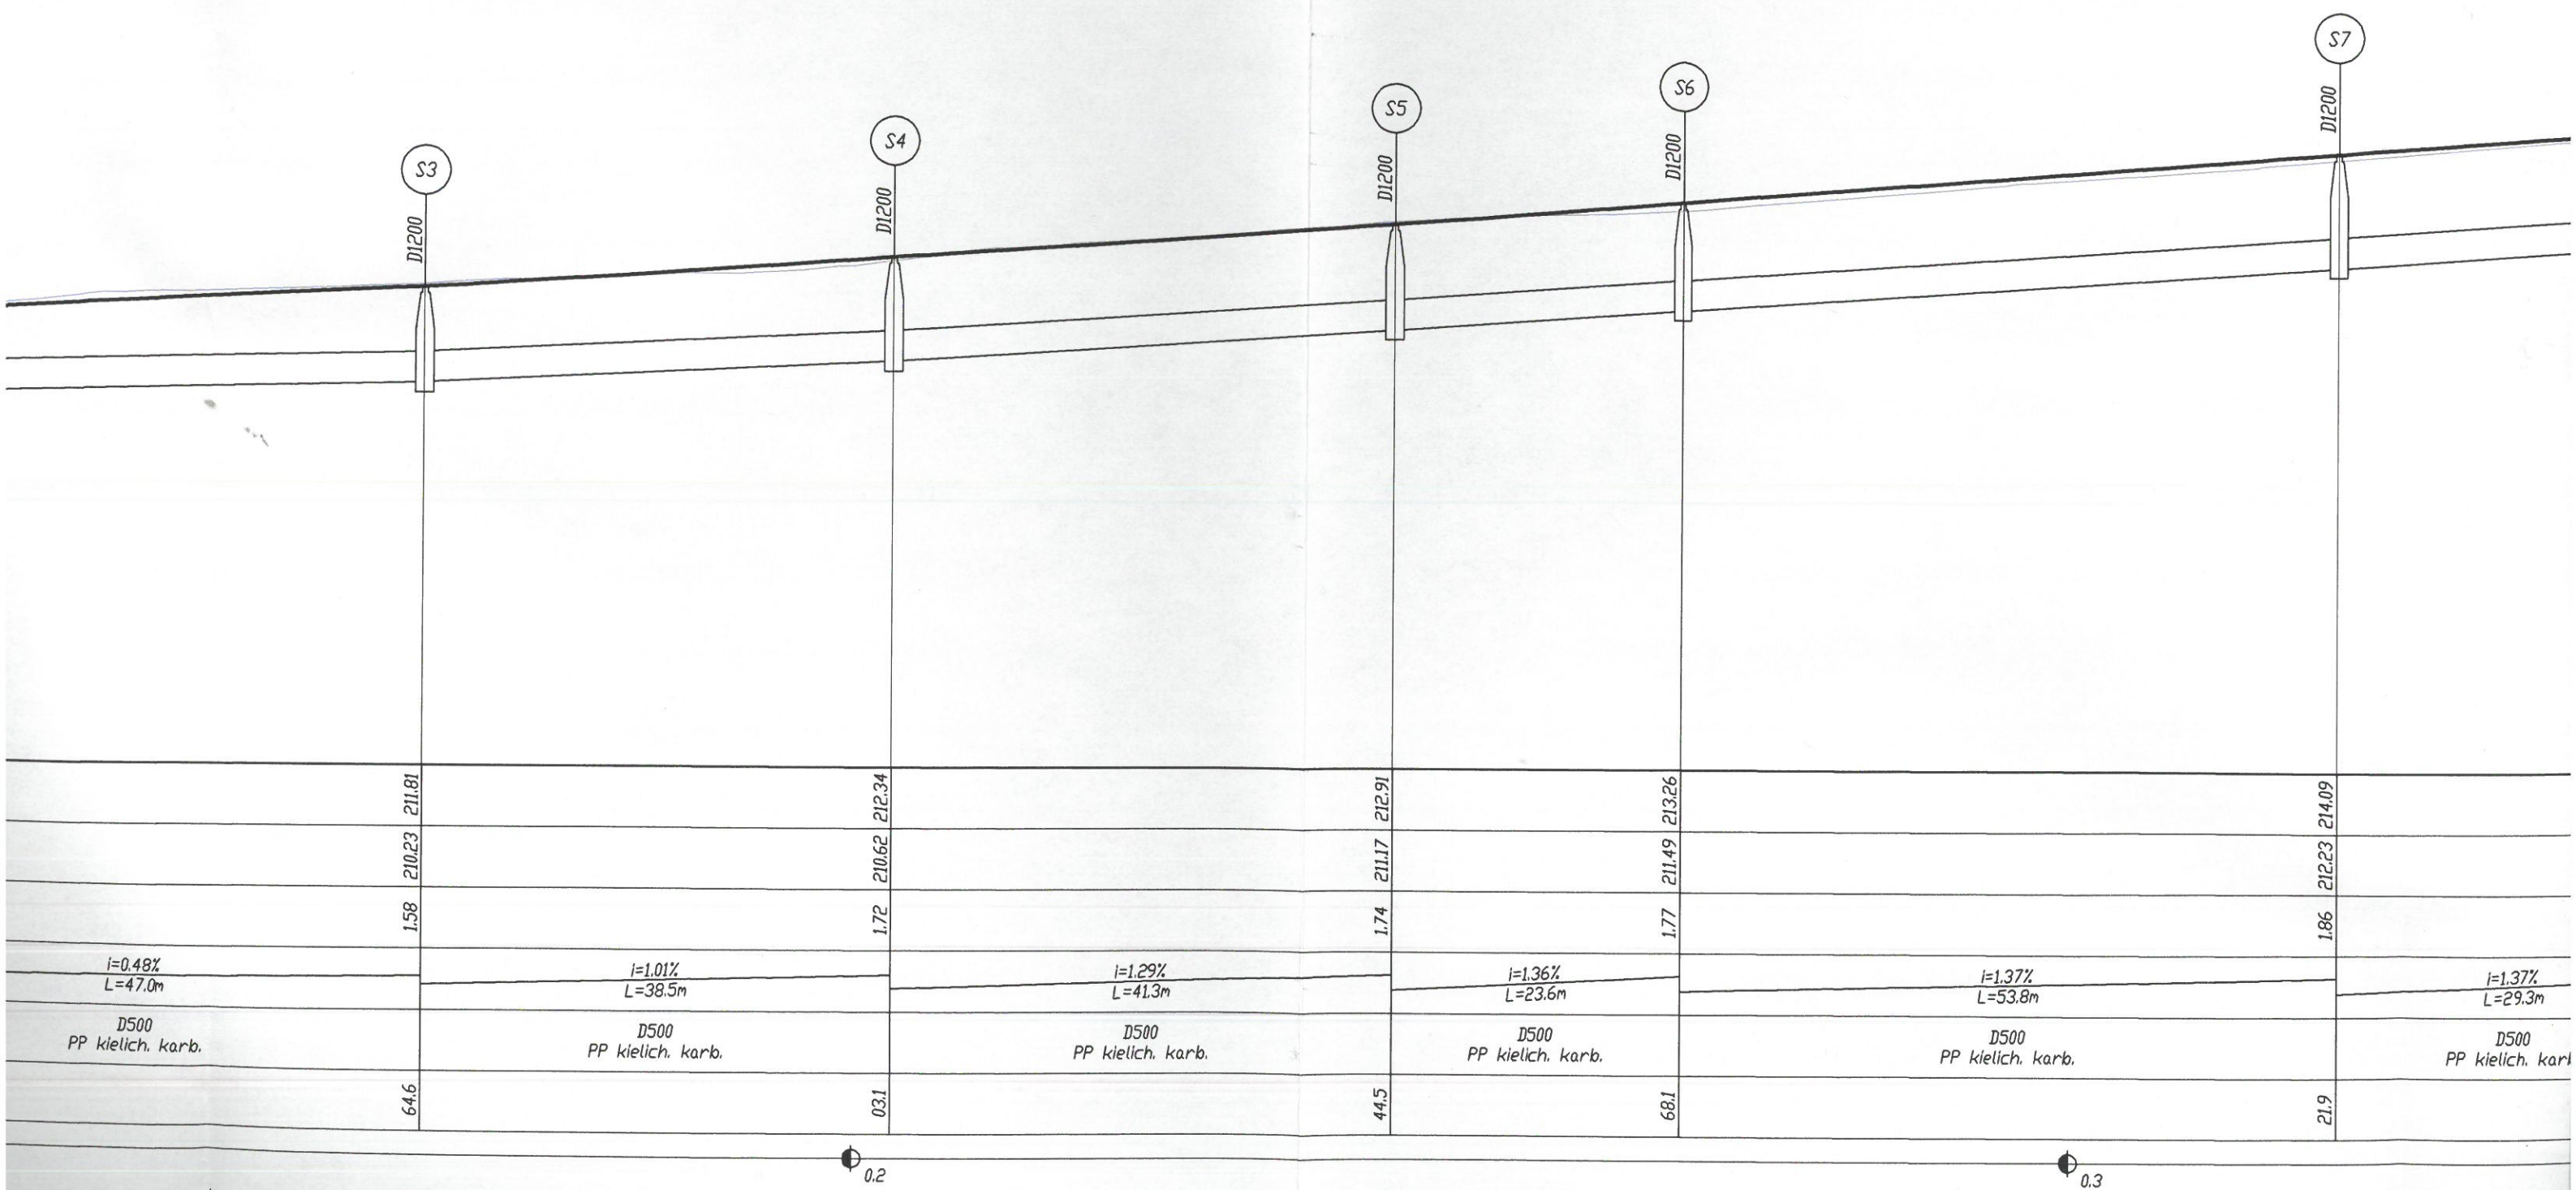 S3
S4
S5
S6
S7
D1200
D1200
D1200
D1200
D1200
211.81
212.34
212.91
213.26
214.09
210.23
210.62
211.17
211.49
212.23
1.58
1.72
1.74
1.77
1.86
i=0.48%
L=47.0m
i=1.01%
L=38.5m
i=1.29%
L=41.3m
i=1.36%
L=23.6m
i=1.37%
L=53.8m
i=1.37%
L=29.3m
D500
PP kielich. karb.
D500
PP kielich. karb.
D500
PP kielich. karb.
D500
PP kielich. karb.
D500
PP kielich. karb.
D500
PP kielich. kar
64.6
03.1
44.5
68.1
21.9
0.2
0.3